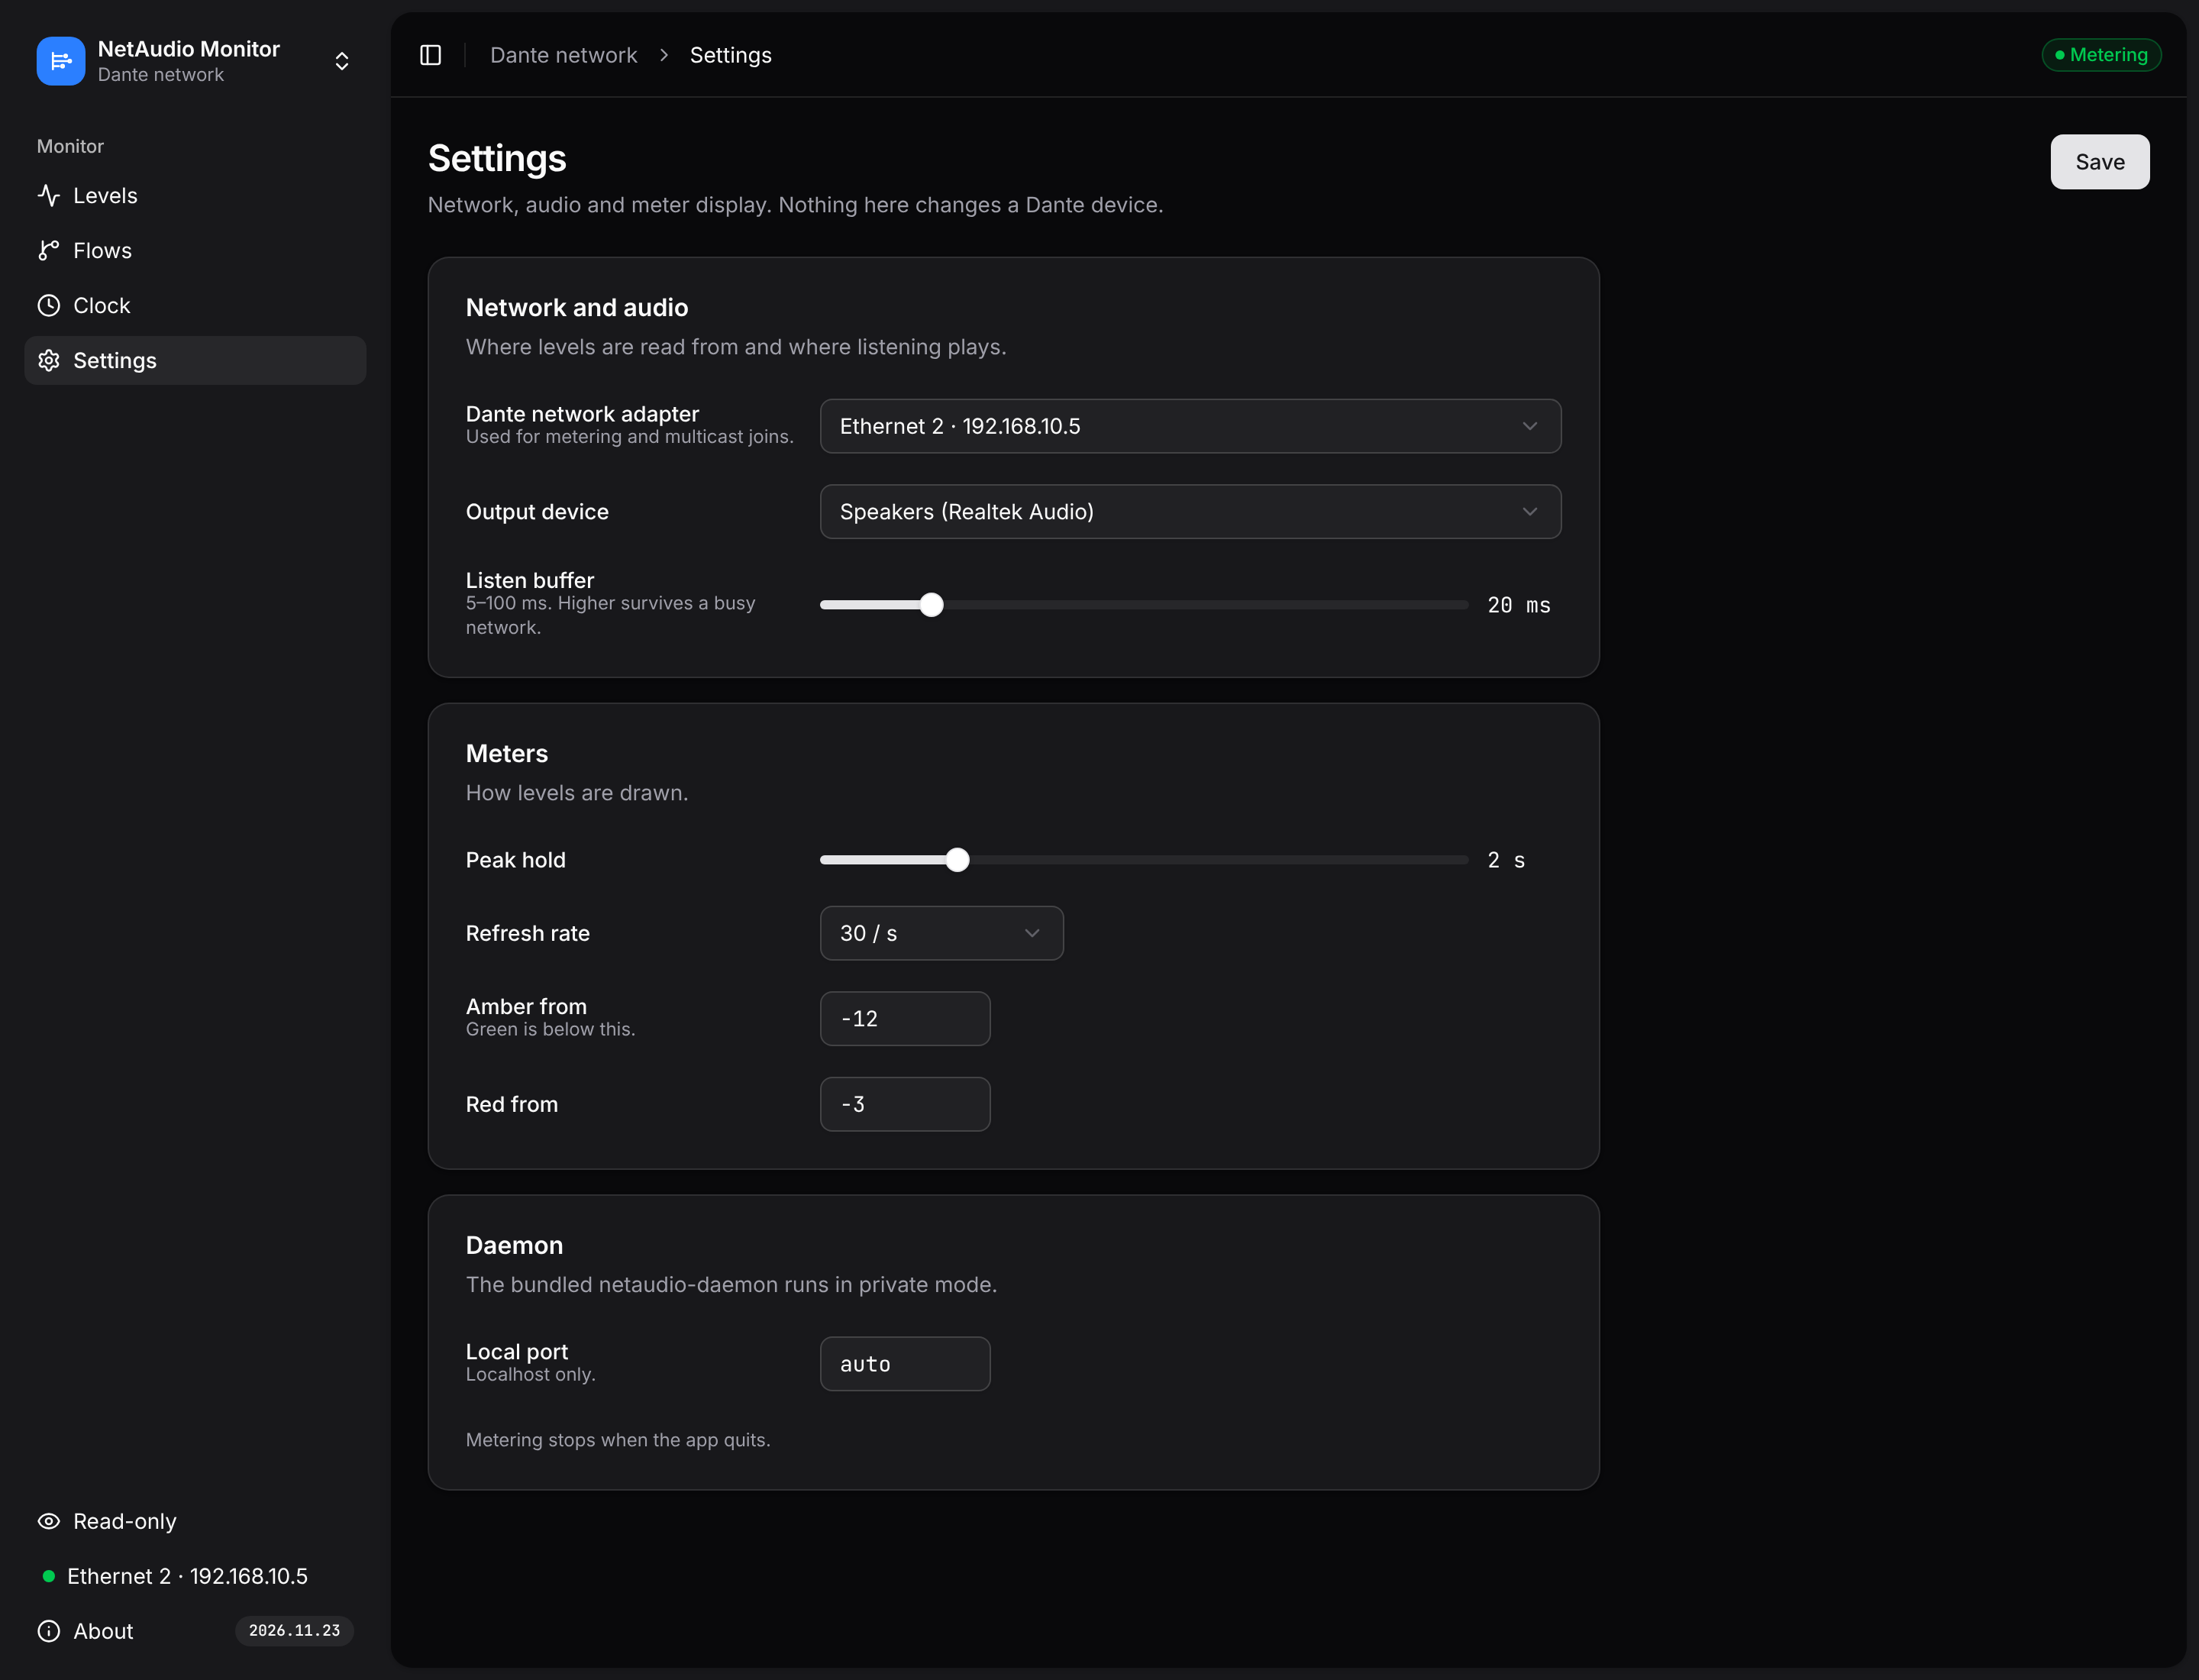 NetAudio Monitor
Dante network
Monitor
Levels
Flows
Clock
Settings
Read-only
Ethernet 2 · 192.168.10.5
About
2026.11.23
Dante network
Settings
Metering
Settings
Save
Network, audio and meter display. Nothing here changes a Dante device.
Network and audio
Where levels are read from and where listening plays.
Dante network adapter
Used for metering and multicast joins.
Ethernet 2 · 192.168.10.5
Output device
Speakers (Realtek Audio)
Listen buffer
5–100 ms. Higher survives a busy
network.
20 ms
Meters
How levels are drawn.
Peak hold
2 s
Refresh rate
30 / s
Amber from
Green is below this.
-12
Red from
-3
Daemon
The bundled netaudio-daemon runs in private mode.
Local port
Localhost only.
auto
Metering stops when the app quits.